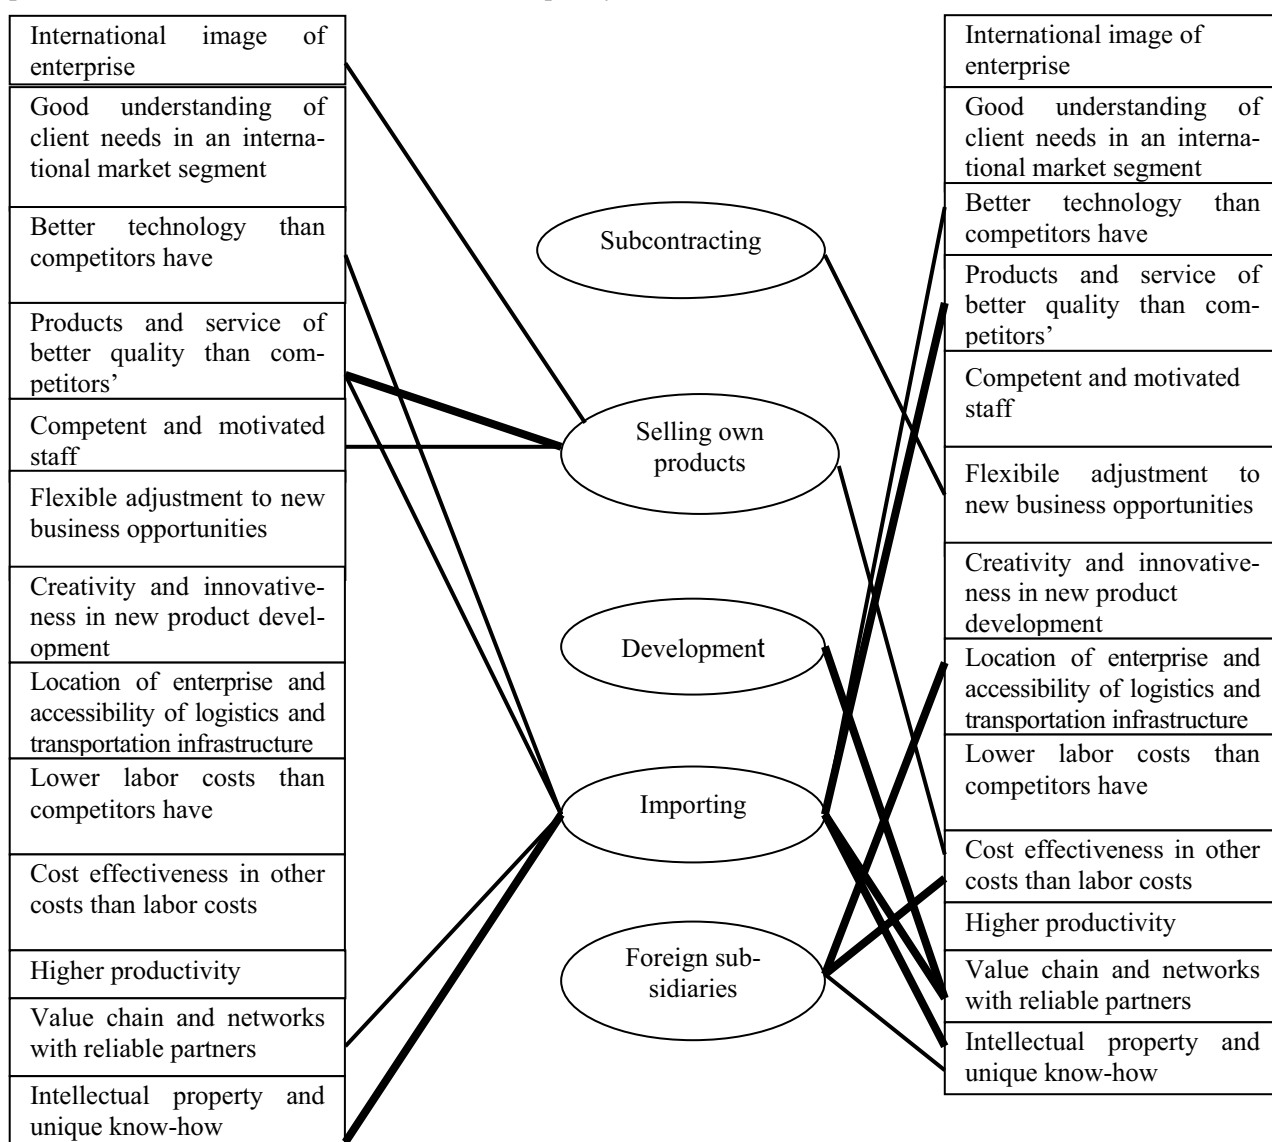 International image of
enterprise
Good understanding of
client needs in an interna-
tional market segment
Better technology than
competitors have
Products and service of
better quality than com-
petitors’
Competent and motivated
staff
Flexible adjustment to new
business opportunities
Creativity and innovative-
ness in new product devel-
opment
Location of enterprise and
accessibility of logistics and
transportation infrastructure
Lower labor costs than
competitors have
Cost effectiveness in other
costs than labor costs
Higher productivity
Value chain and networks
with reliable partners
Intellectual property and
unique know-how
Subcontracting
Selling own
products
Development
Importing
Foreign sub-
sidiaries
International image of
enterprise
Good understanding of
client needs in an interna-
tional market segment
Better technology than
competitors have
Products and service of
better quality than com-
petitors’
Competent and motivated
staff
Flexibile adjustment to
new business opportunities
Creativity and innovative-
ness in new product
development
Location of enterprise and
accessibility of logistics and
transportation infrastructure
Lower labor costs than
competitors have
Cost effectiveness in other
costs than labor costs
Higher productivity
Value chain and networks
with reliable partners
Intellectual property and
unique know-how